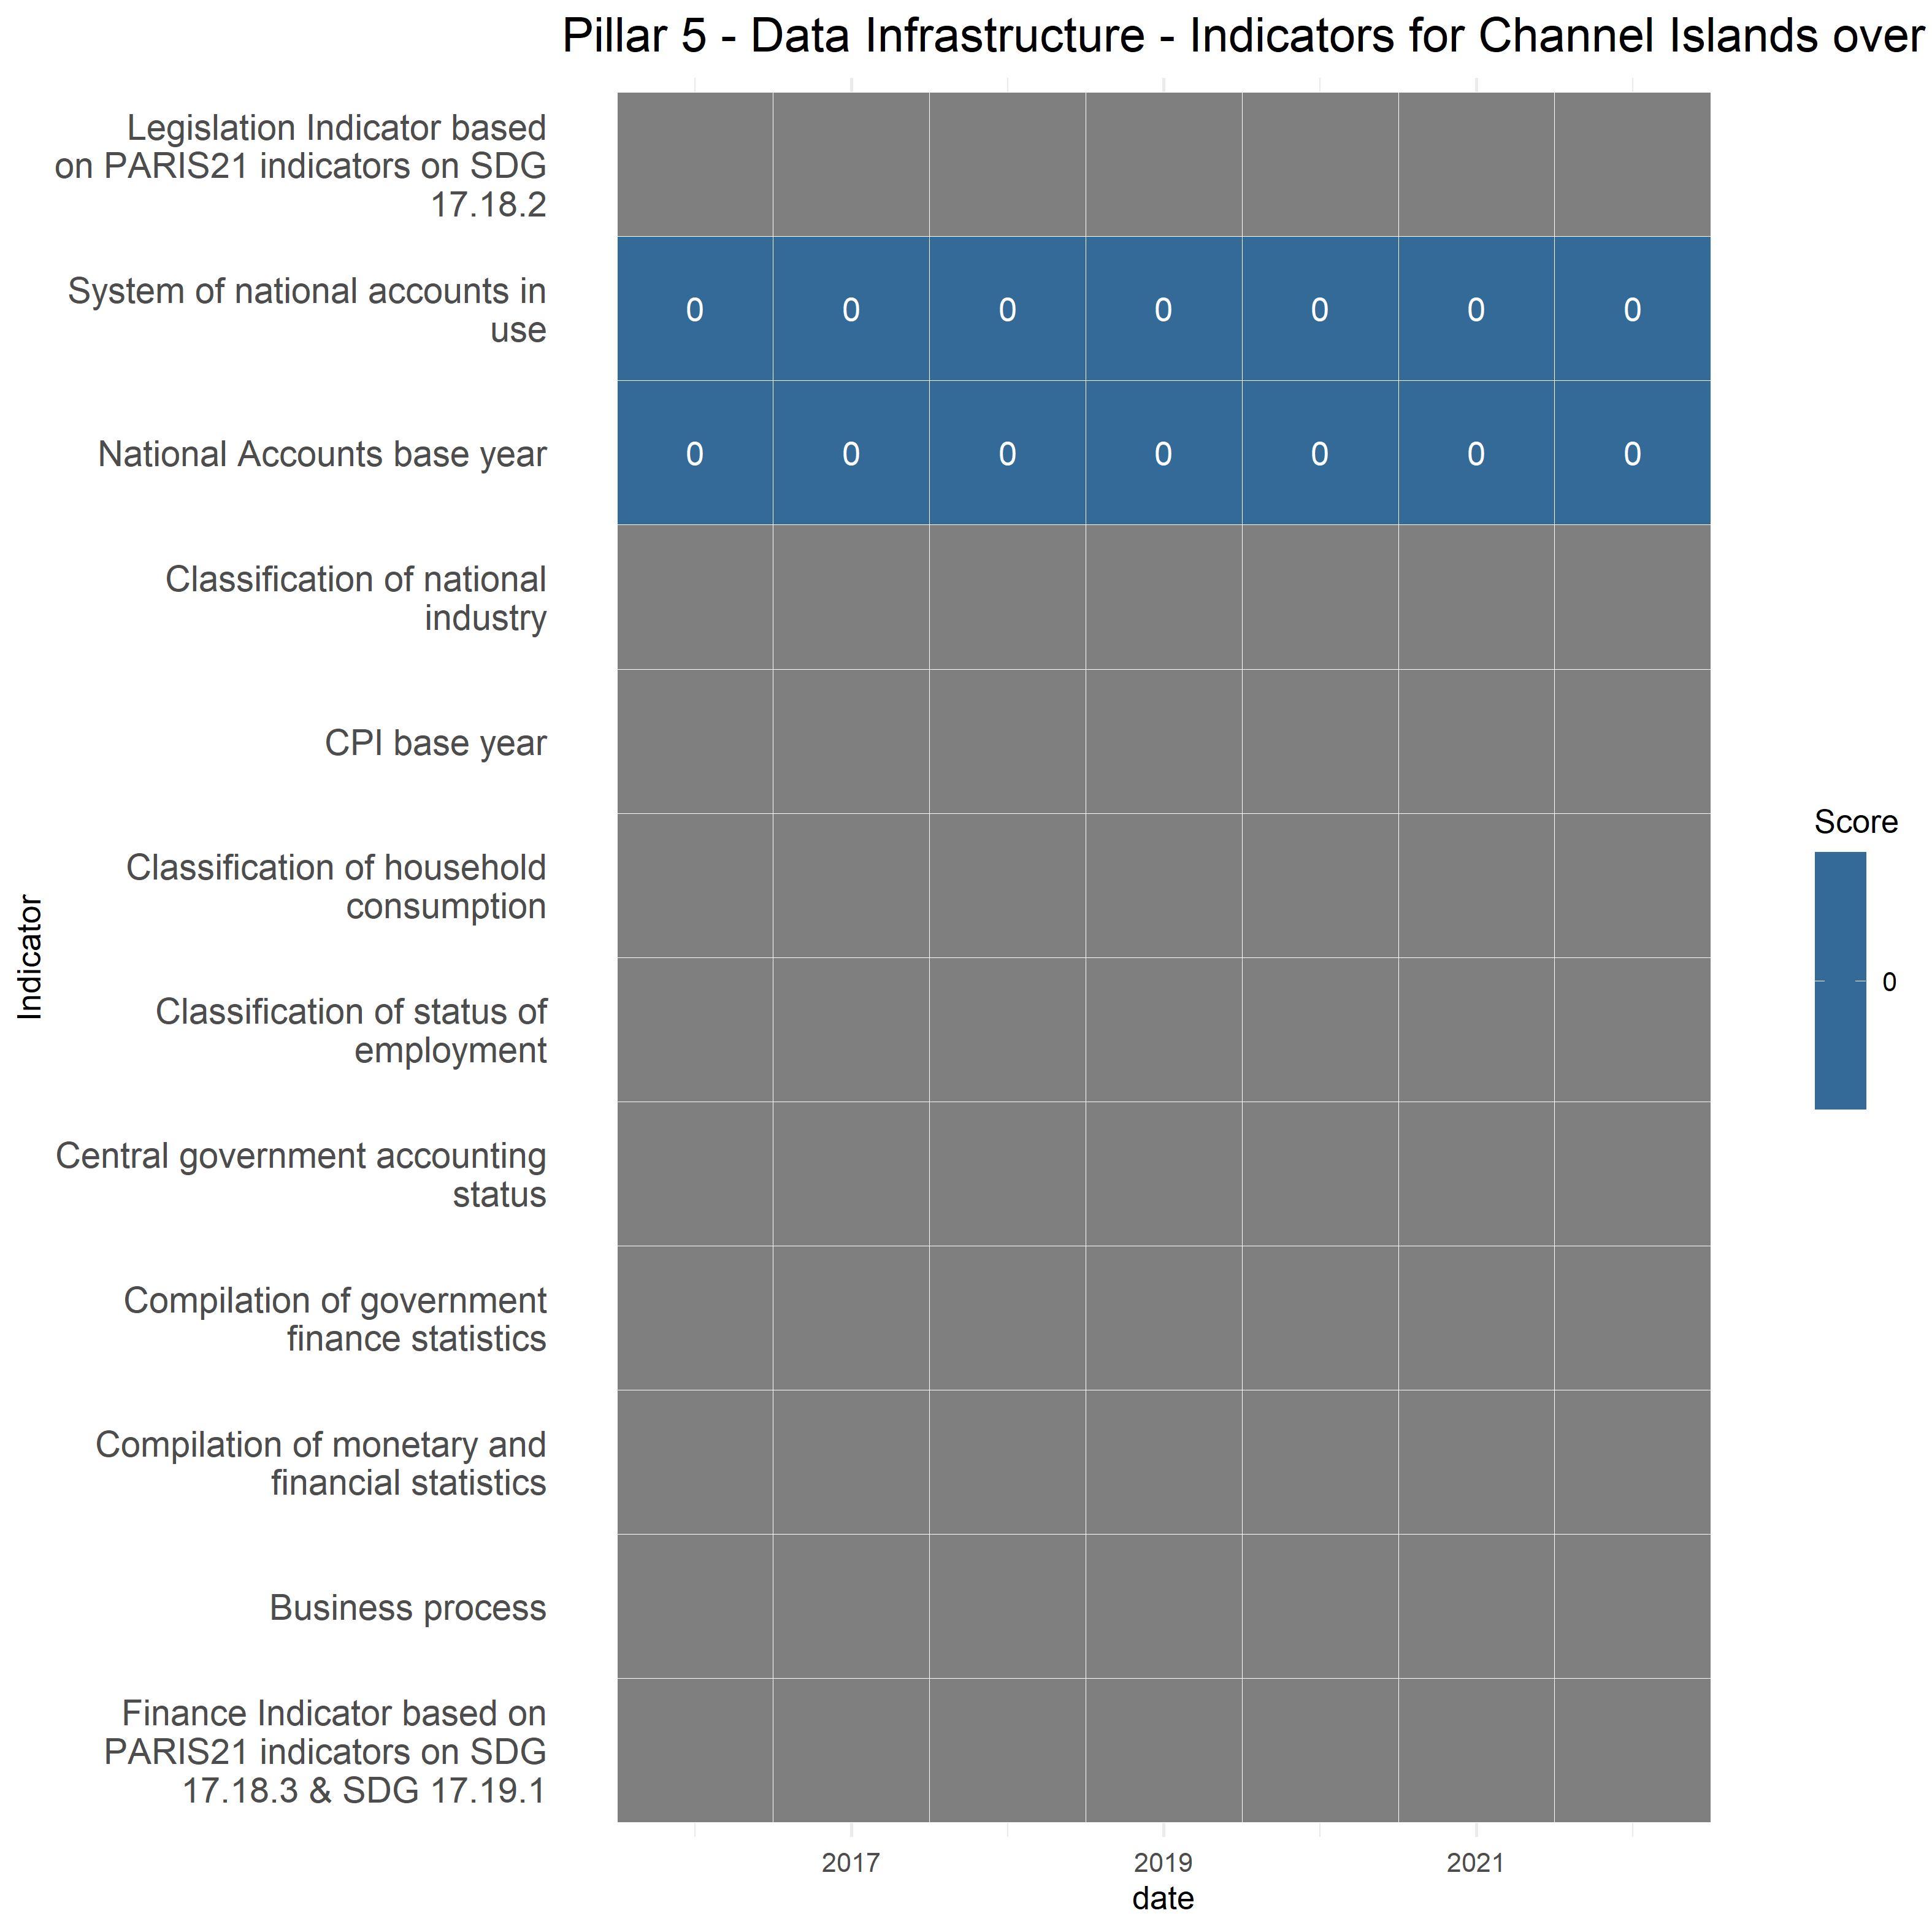 Pillar 5 - Data Infrastructure - Indicators for Channel Islands over
Legislation Indicator based
on PARIS21 indicators on SDG
17.18.2
System of national accounts in
use
0 0 0 0 0 0 0
National Accounts base year
0 0 0 0 0 0 0
Classification of national
industry
CPI base year
Classification of household
consumption
Classification of status of
employment
Central government accounting
status
Compilation of government
finance statistics
Compilation of monetary and
financial statistics
Business process
Finance Indicator based on
PARIS21 indicators on SDG
17.18.3 & SDG 17.19.1
Indicator
2017 2019 2021
date
Score
0